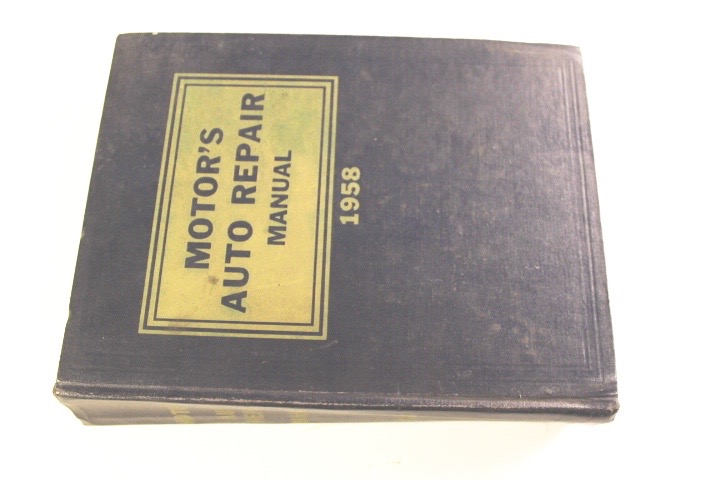 MOTOR'S
AUTO REPAIR
MANUAL
1958